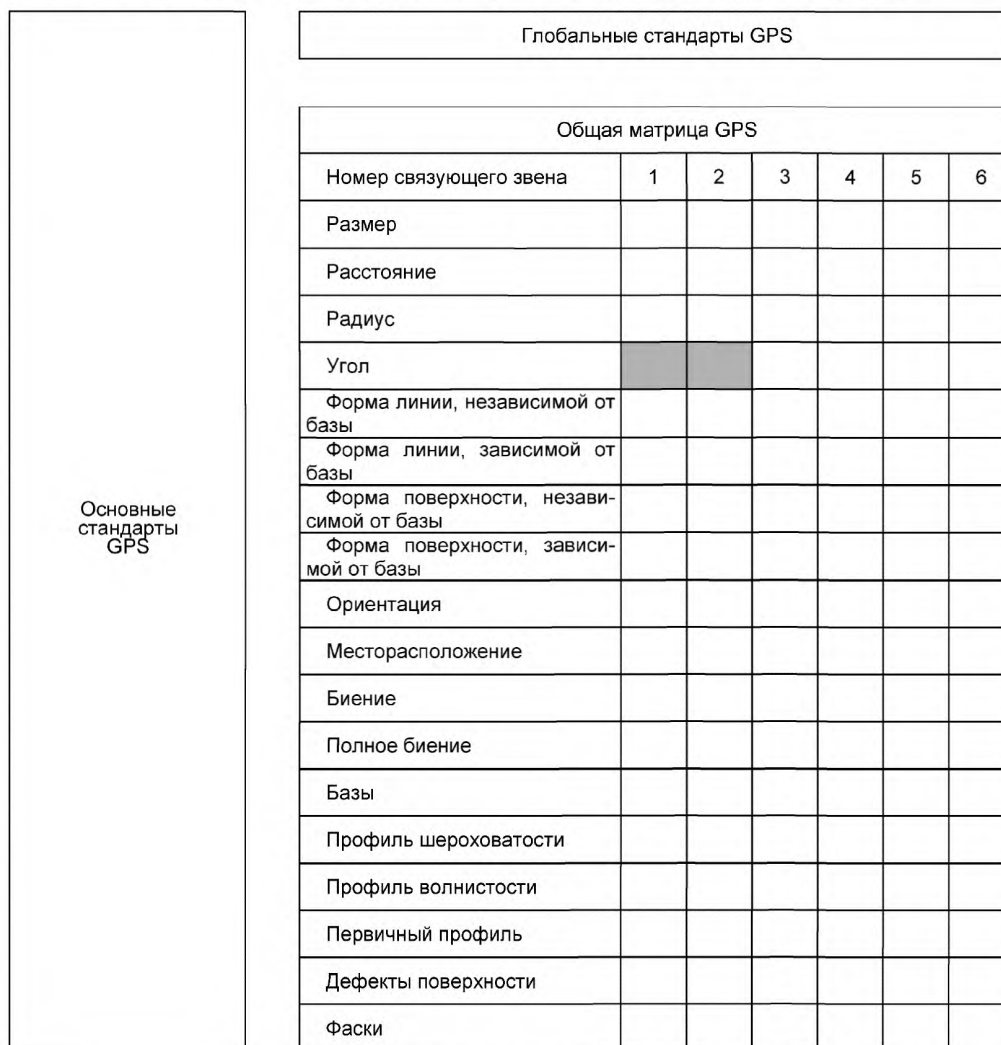 Глобальные стандарты GPS
Общая матрица GPS
Номер связующего звена 1 2 3 4 5 6
Размер
Расстояние
Радиус
Угол
Форма линии, независимой от
базы
Форма линии, зависимой от
базы
Форма поверхности, незави-
симой от базы
Форма поверхности, зависи-
мой от базы
Ориентация
Месторасположение
Биение
Полное биение
Базы
Профиль шероховатости
Профиль волнистости
Первичный профиль
Дефекты поверхности
Фаски
Основные
стандарты
GPS